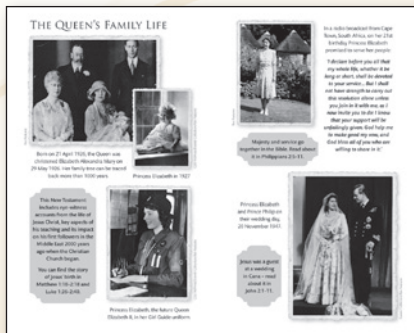 THE QUEEN'S FAMILY LIFE
Born on 21 April 1926, the Queen was
christened Elizabeth Alexandra Mary on
29 May 1926. Her family tree can be traced
back more than 1000 years
Princess Elizabeth in 1927
This New Testament
includes eye-witness
accounts from the life of
Jesus Christ, key aspects of
his teaching and its impact
on his first followers in the
Middle East 2000 years
ago when the Christian
Church began.
You can find the story
of Jesus' birth in
Matthew 1:18–2:18 and
Luke 1:26–2:40.
Princess Elizabeth, the future Queen
Elizabeth II, in her Girl Guide uniform
In a radio broadcast from Cape
Town, South Africa, on her 21st
birthday Princess Elizabeth
promised to serve her people:
'I declare before you all that
my whole life, whether it be
long or short, shall be devoted
to your service... But I shall
not have strength to carry out
this resolution alone unless
you join in it with me, as I
now invite you to do: I know
that your support will be
unfailingly given. God help me
to make good my vow, and
God bless all of you who are
willing to share in it.'
Majesty and service go
together in the Bible. Read about
it in Philippians 2:1-11.
Princess Elizabeth
and Prince Philip on
their wedding day,
20 November 1947.
Jesus was a guest
at a wedding
in Cana – read
about it in
John 2:1-11.